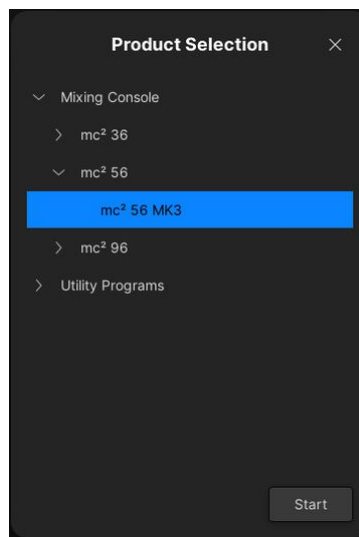 Product Selection
Mixing Console
mc² 36
mc² 56
mc² 56 MK3
mc² 96
Utility Programs
Start